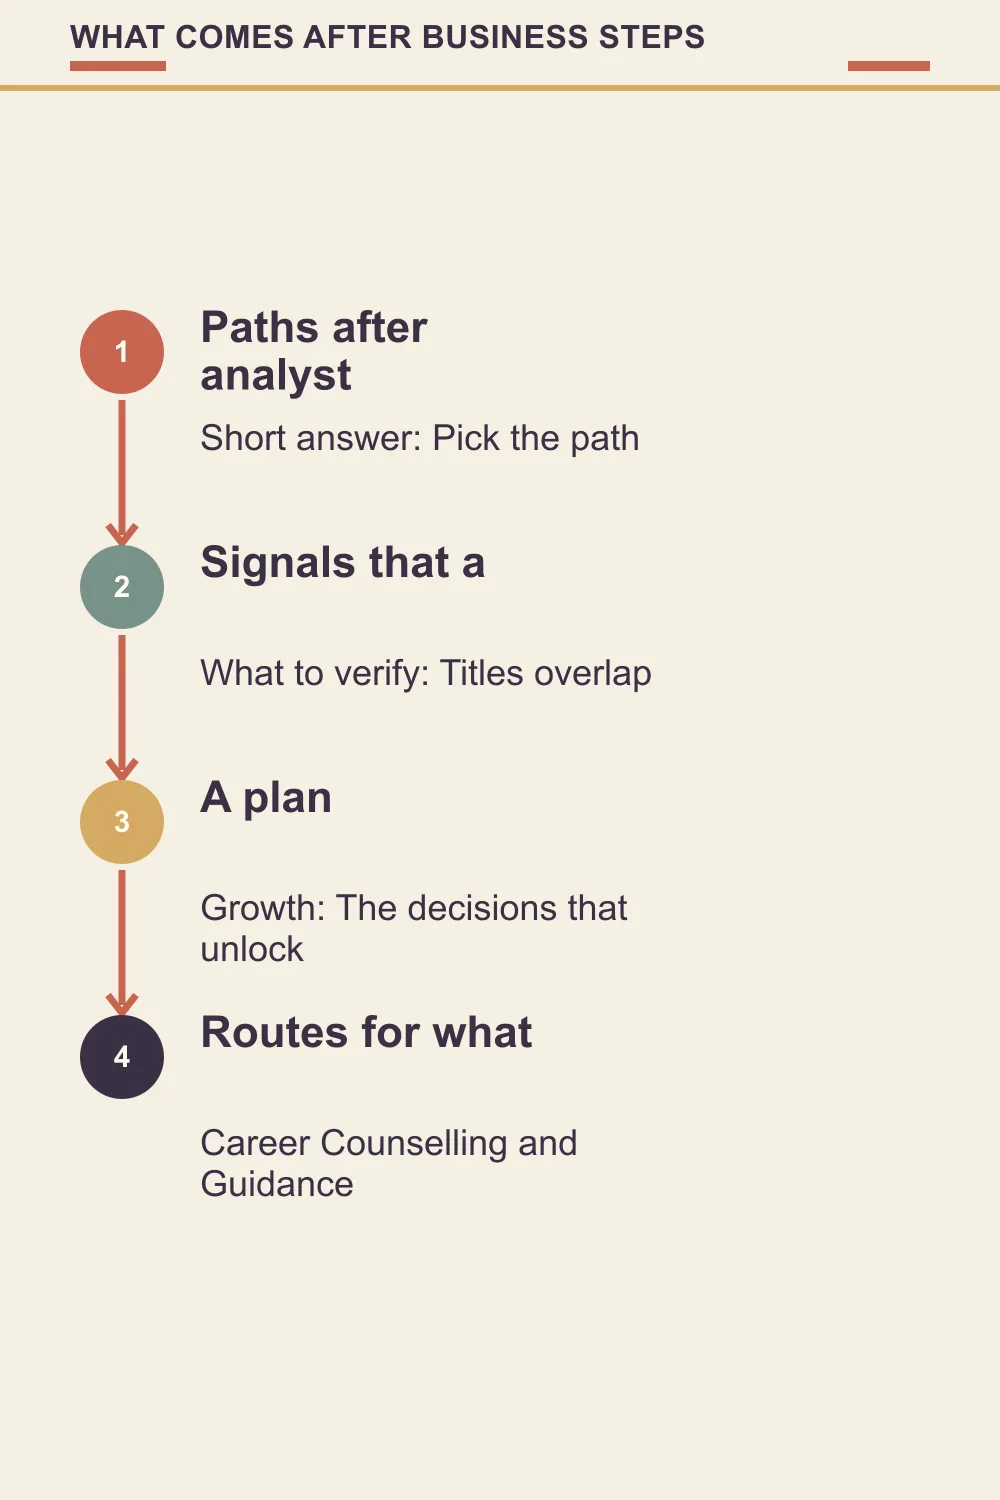 WHAT COMES AFTER BUSINESS STEPS
1
Paths after
analyst
Short answer: Pick the path
2
Signals that a
What to verify: Titles overlap
3
A plan
Growth: The decisions that
unlock
4
Routes for what
Career Counselling and
Guidance